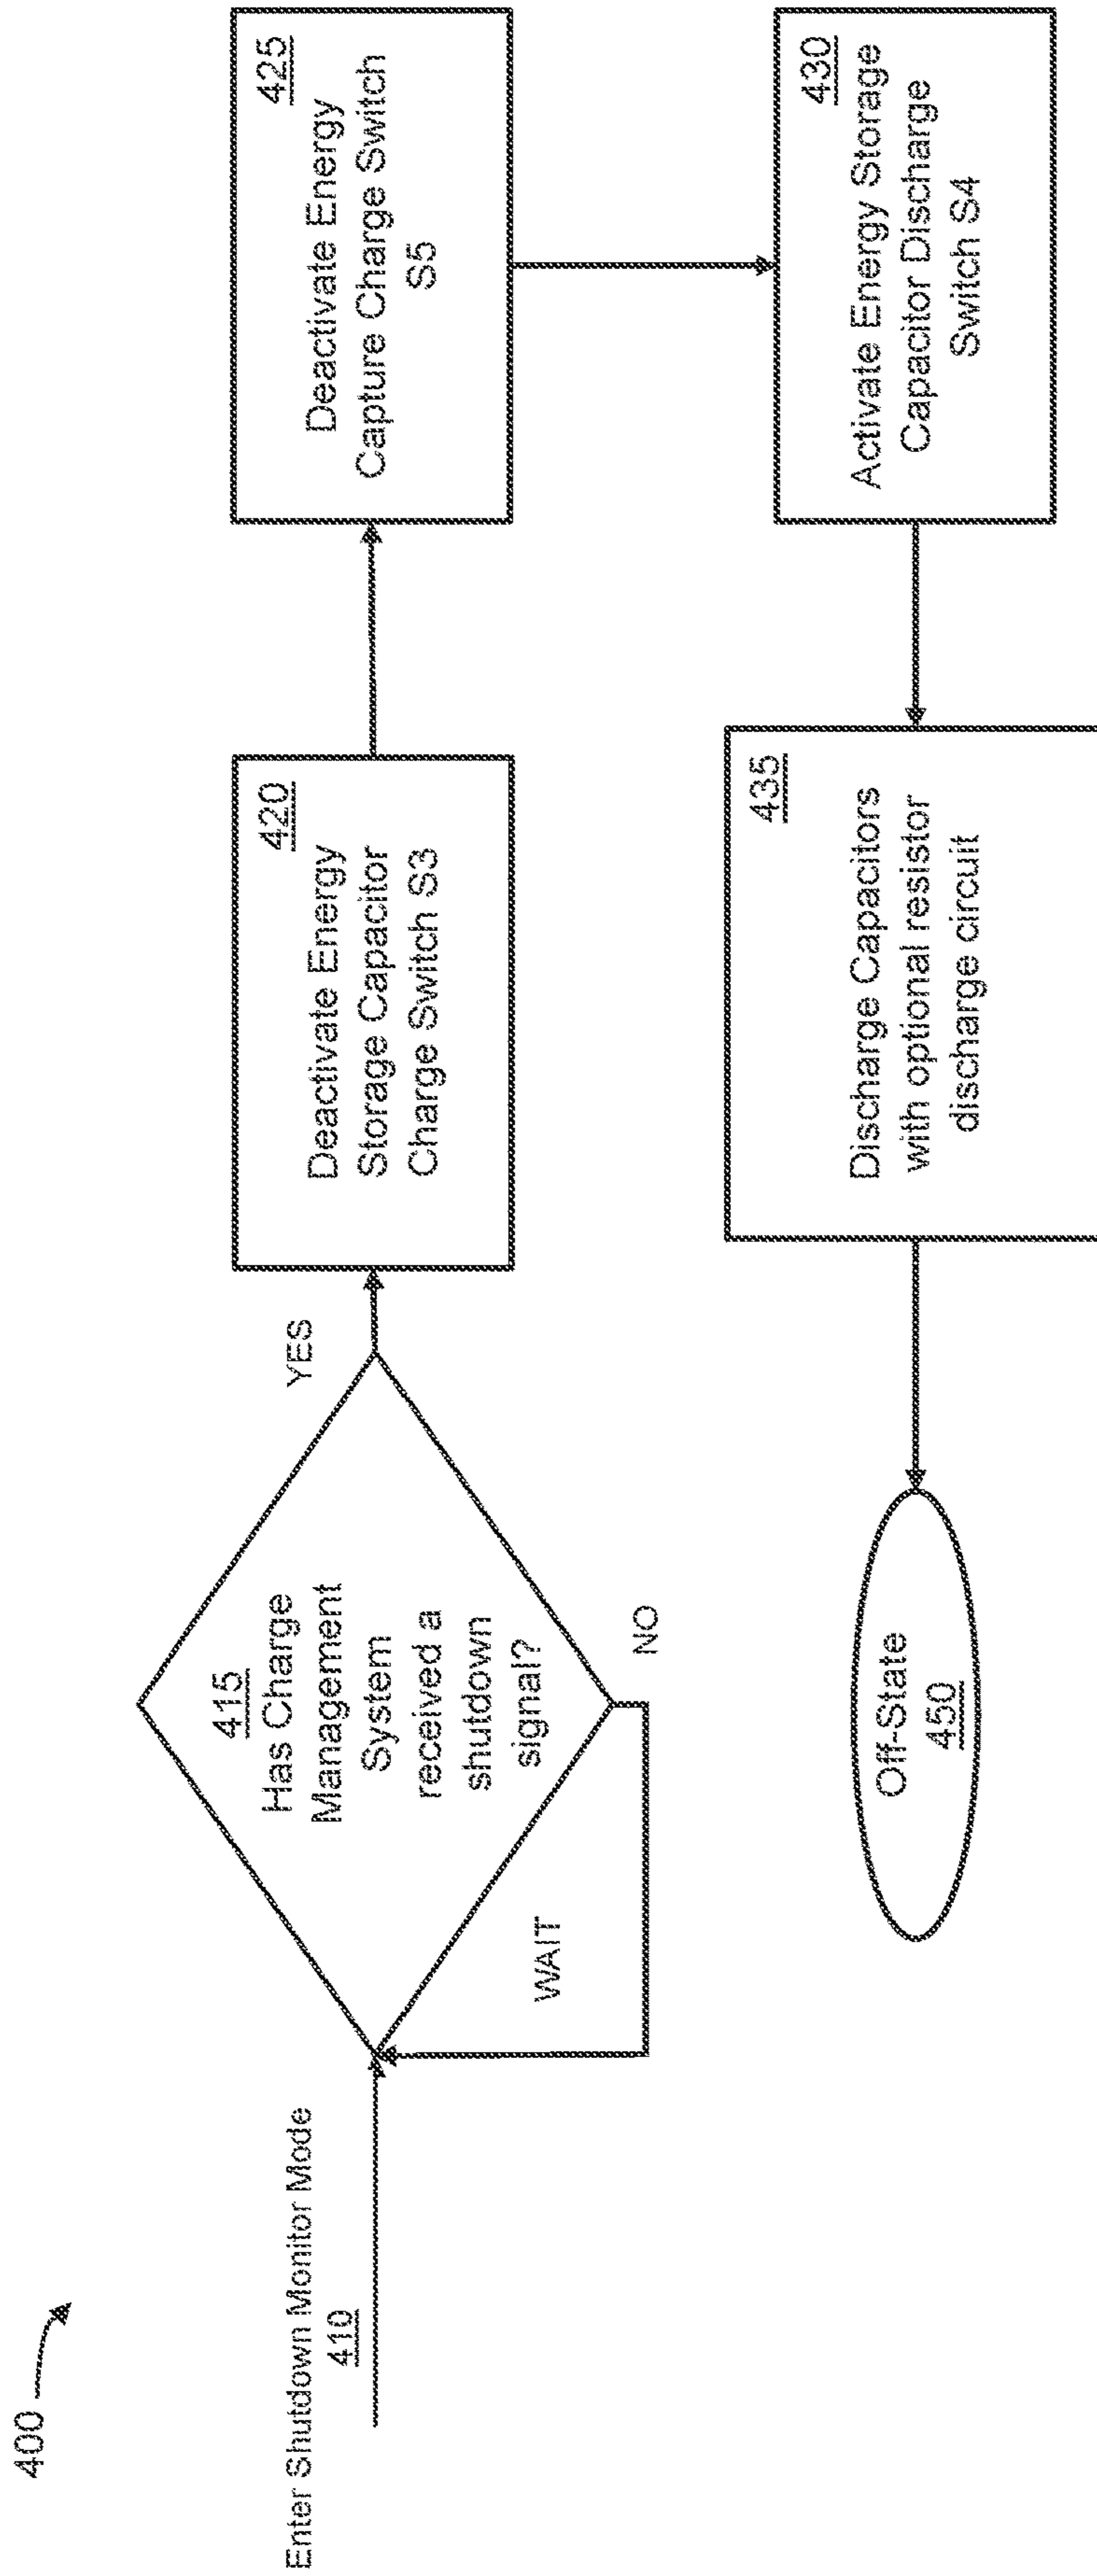 400
Enter Shutdown Monitor Mode
410
415
Has Charge
Management
System
received a
shutdown
signal?
YES
NO
WAIT
420
Deactivate Energy
Storage Capacitor
Charge Switch S3
425
Deactivate Energy
Capture Charge Switch
S5
430
Activate Energy Storage
Capacitor Discharge
Switch S4
435
Discharge Capacitors
with optional resistor
discharge circuit
Off-State
450